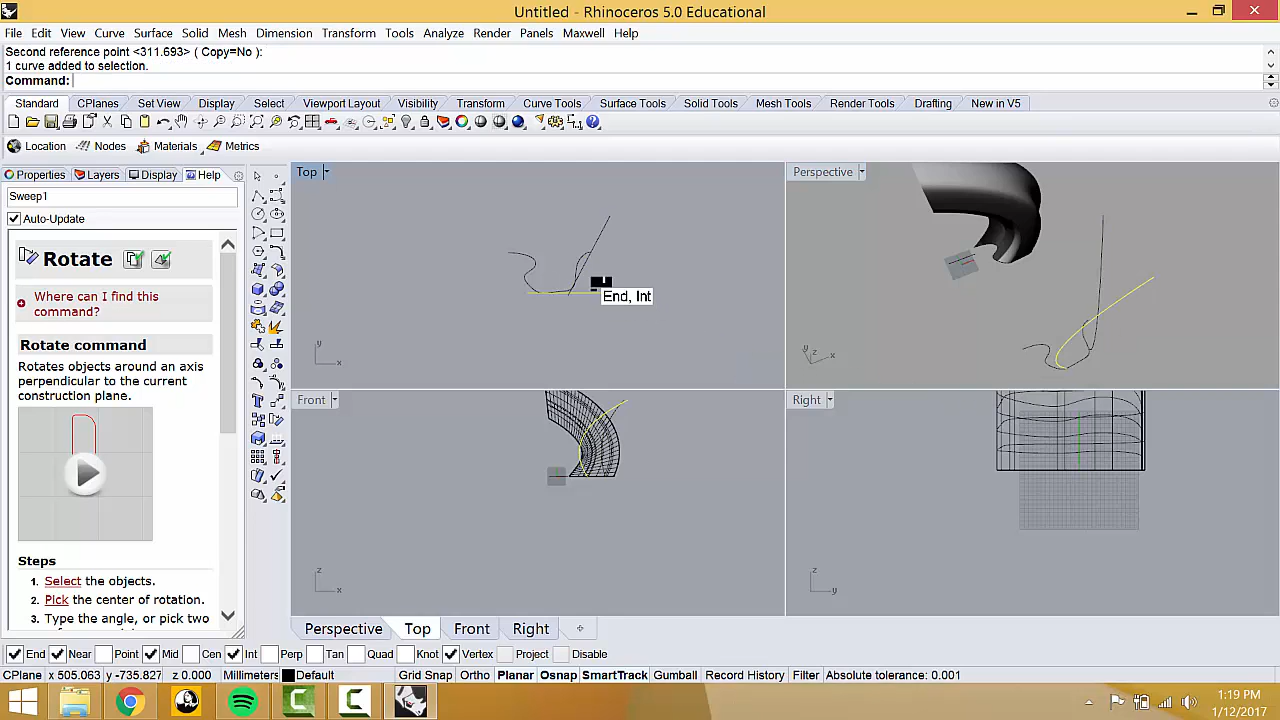 Untitled - Rhinoceros 5.0 Educational
File Edit View Curve Surface Solid Mesh Dimension Transform Tools Analyze Render Panels Maxwell Help
Second reference point <311.693> ( Copy=No ):
1 curve added to selection.
Command:
Standard CPlanes Set View Display Select Viewport Layout Visibility Transform Curve Tools Surface Tools Solid Tools Mesh Tools Render Tools Drafting New in V5
Location Nodes Materials Metrics
Properties Layers Display Help
Top Perspective
Sweep1
Auto-Update
Rotate
Where can I find this
command?
End, Int
Rotate command
Rotates objects around an axis
perpendicular to the current
construction plane.
y x
y z x
Front Right
Steps
1. Select the objects.
2. Pick the center of rotation.
3. Type the angle, or pick two
z x
z y
Perspective Top Front Right
End Near Point Mid Cen Int Perp Tan Quad Knot Vertex Project Disable
CPlane x 505.063 y -735.827 z 0.000 Millimeters Default Grid Snap Ortho Planar Osnap SmartTrack Gumball Record History Filter Absolute tolerance: 0.001
1:19 PM
1/12/2017